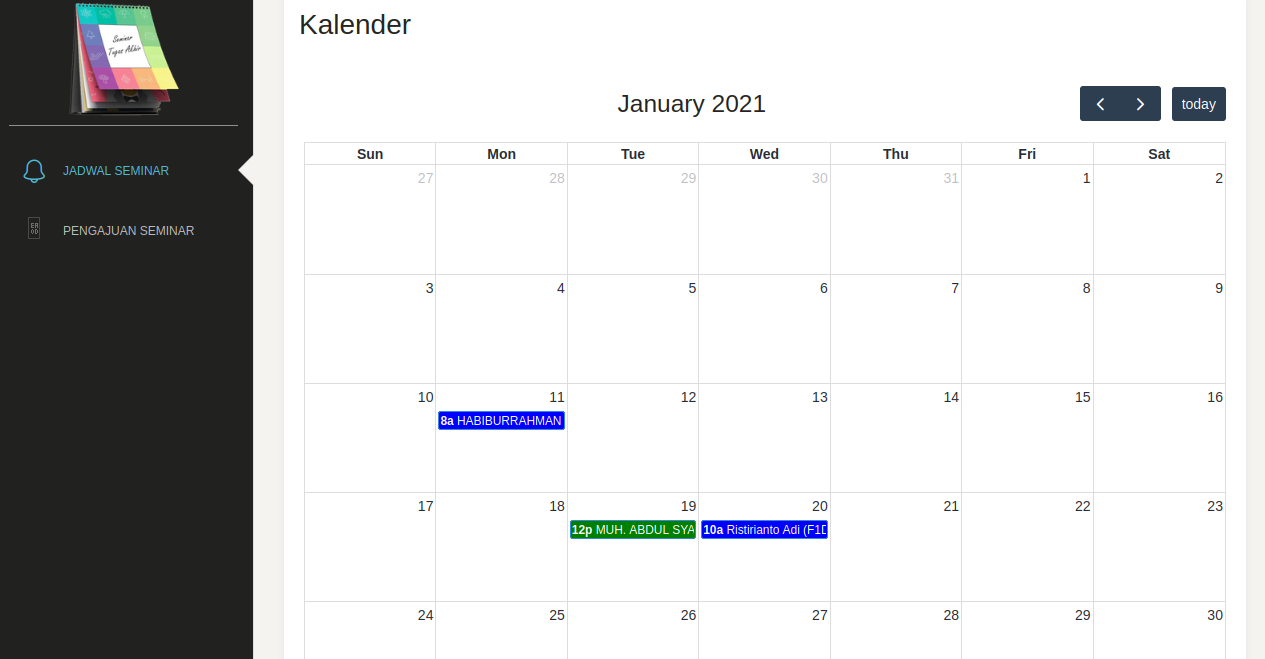 Seminar
Tugas Akhir
JADWAL SEMINAR
PENGAJUAN SEMINAR
Kalender
January 2021
today
Sun Mon Tue Wed Thu Fri Sat
27 28 29 30 31 1 2
3 4 5 6 7 8 9
10 11 12 13 14 15 16
8a HABIBURRAHMAN
17 18 19 20 21 22 23
12p MUH. ABDUL SYA
10a Ristirianto Adi (F1D
24 25 26 27 28 29 30